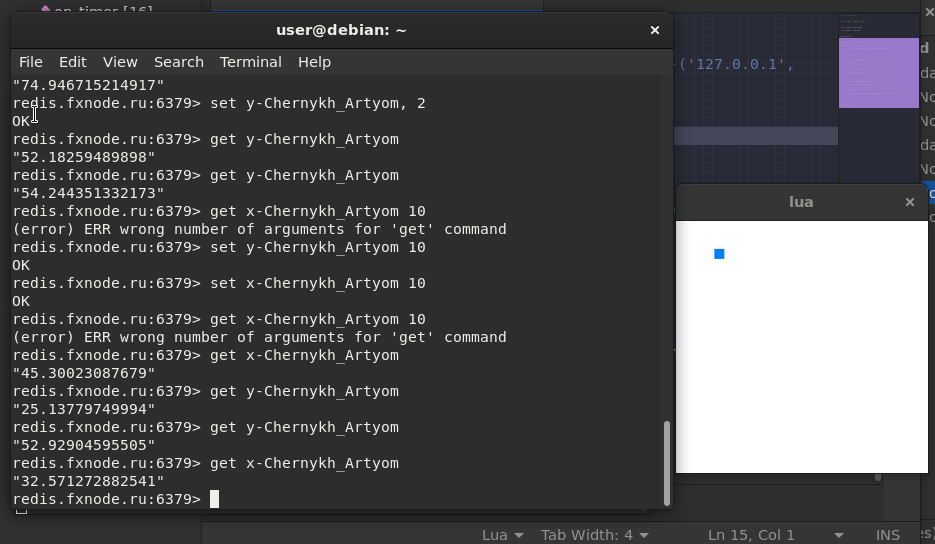 on-timer [16]
user@debian: ~
File Edit View Search Terminal Help
"74.946715214917"
redis.fxnode.ru:6379> set y-Chernykh_Artyom, 2
OK
redis.fxnode.ru:6379> get y-Chernykh_Artyom
"52.18259489898"
redis.fxnode.ru:6379> get y-Chernykh_Artyom
"54.244351332173"
redis.fxnode.ru:6379> get x-Chernykh_Artyom 10
(error) ERR wrong number of arguments for 'get' command
redis.fxnode.ru:6379> set y-Chernykh_Artyom 10
OK
redis.fxnode.ru:6379> set x-Chernykh_Artyom 10
OK
redis.fxnode.ru:6379> get x-Chernykh_Artyom 10
(error) ERR wrong number of arguments for 'get' command
redis.fxnode.ru:6379> get x-Chernykh_Artyom
"45.30023087679"
redis.fxnode.ru:6379> get y-Chernykh_Artyom
"25.13779749994"
redis.fxnode.ru:6379> get y-Chernykh_Artyom
"52.92904595505"
redis.fxnode.ru:6379> get x-Chernykh_Artyom
"32.571272882541"
redis.fxnode.ru:6379>
('127.0.0.1',
lua
Lua Tab Width: 4 Ln 15, Col 1 INS